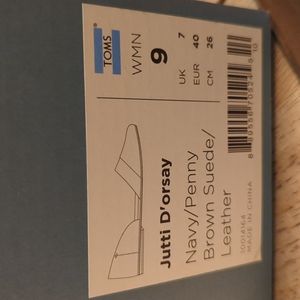 TOMS
WMN
9
UK 7
EUR 40
CM 26
Jutti D'orsay
Navy/Penny
Brown Suede/
Leather
10014164
MADE IN CHINA